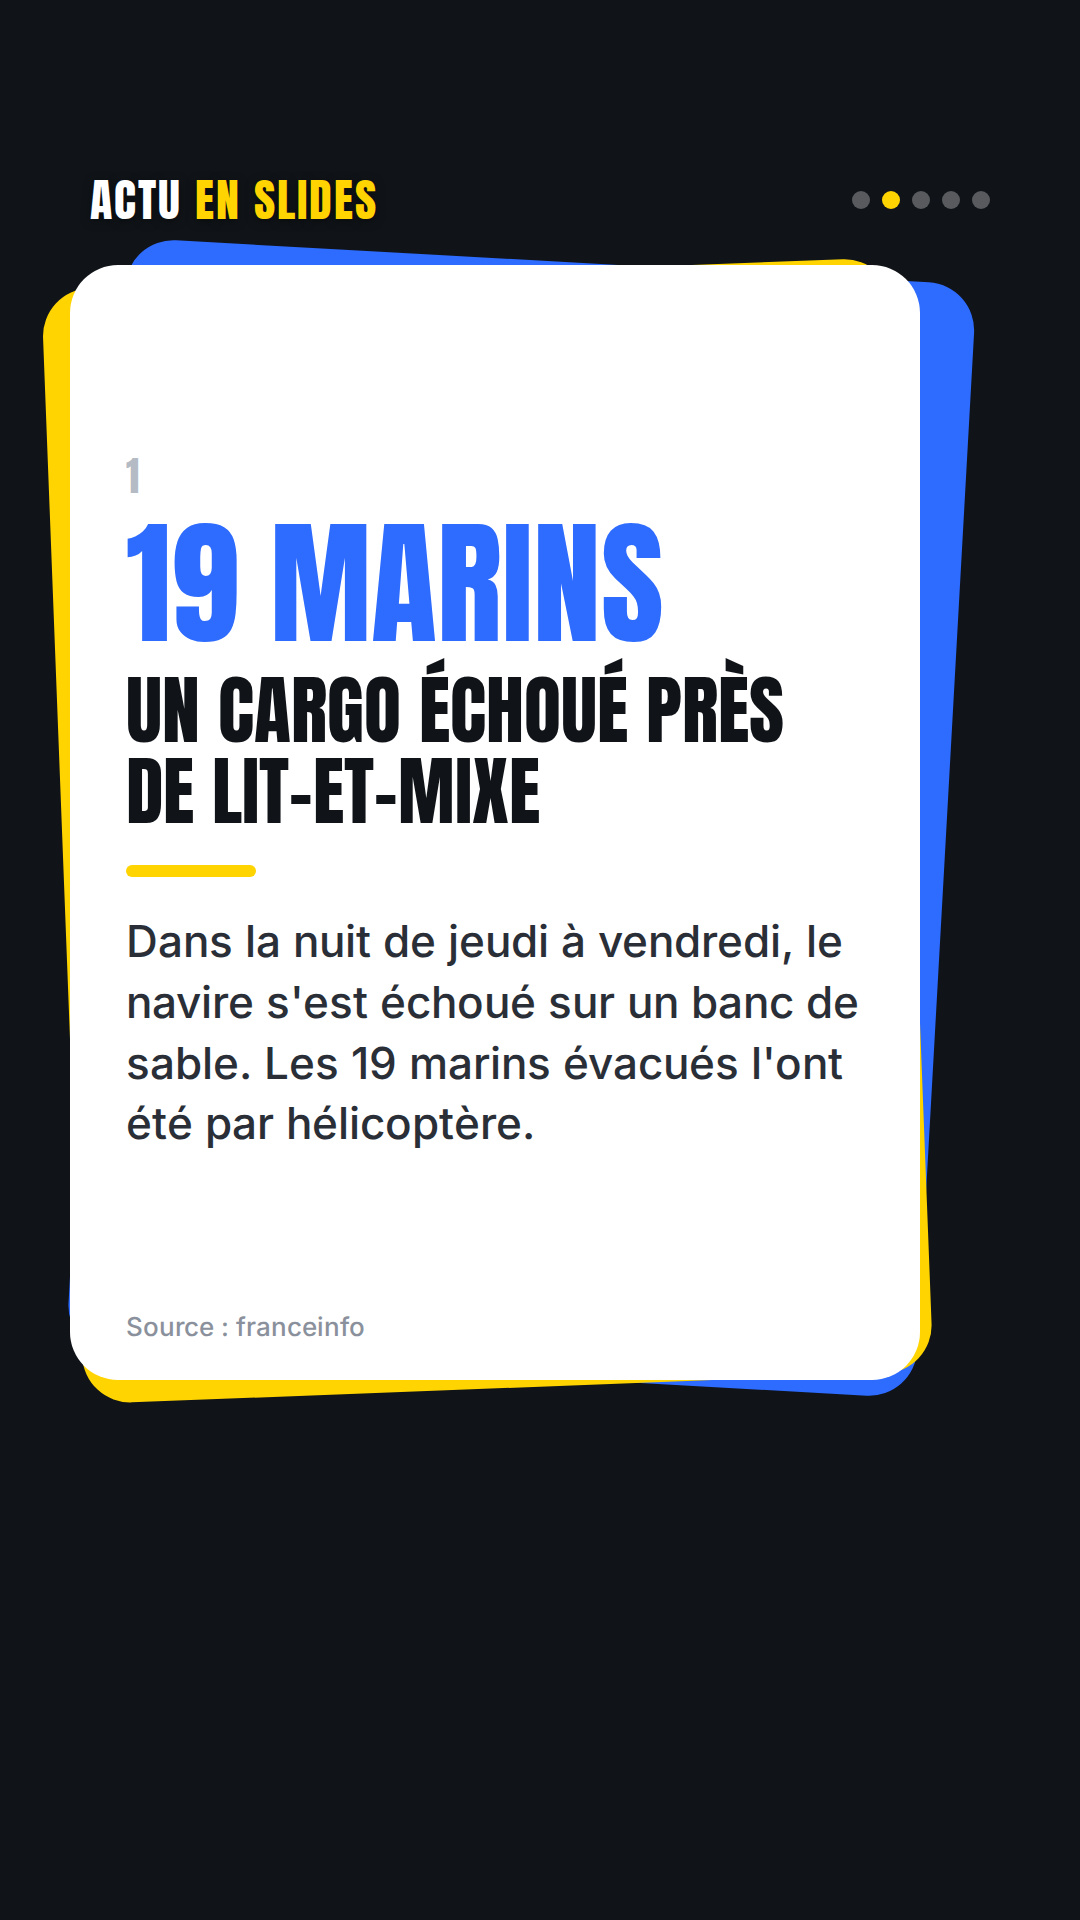 ACTU EN SLIDES
1
19 MARINS
UN CARGO ÉCHOUÉ PRÈS
DE LIT-ET-MIXE
Dans la nuit de jeudi à vendredi, le
navire s'est échoué sur un banc de
sable. Les 19 marins évacués l'ont
été par hélicoptère.
Source : franceinfo